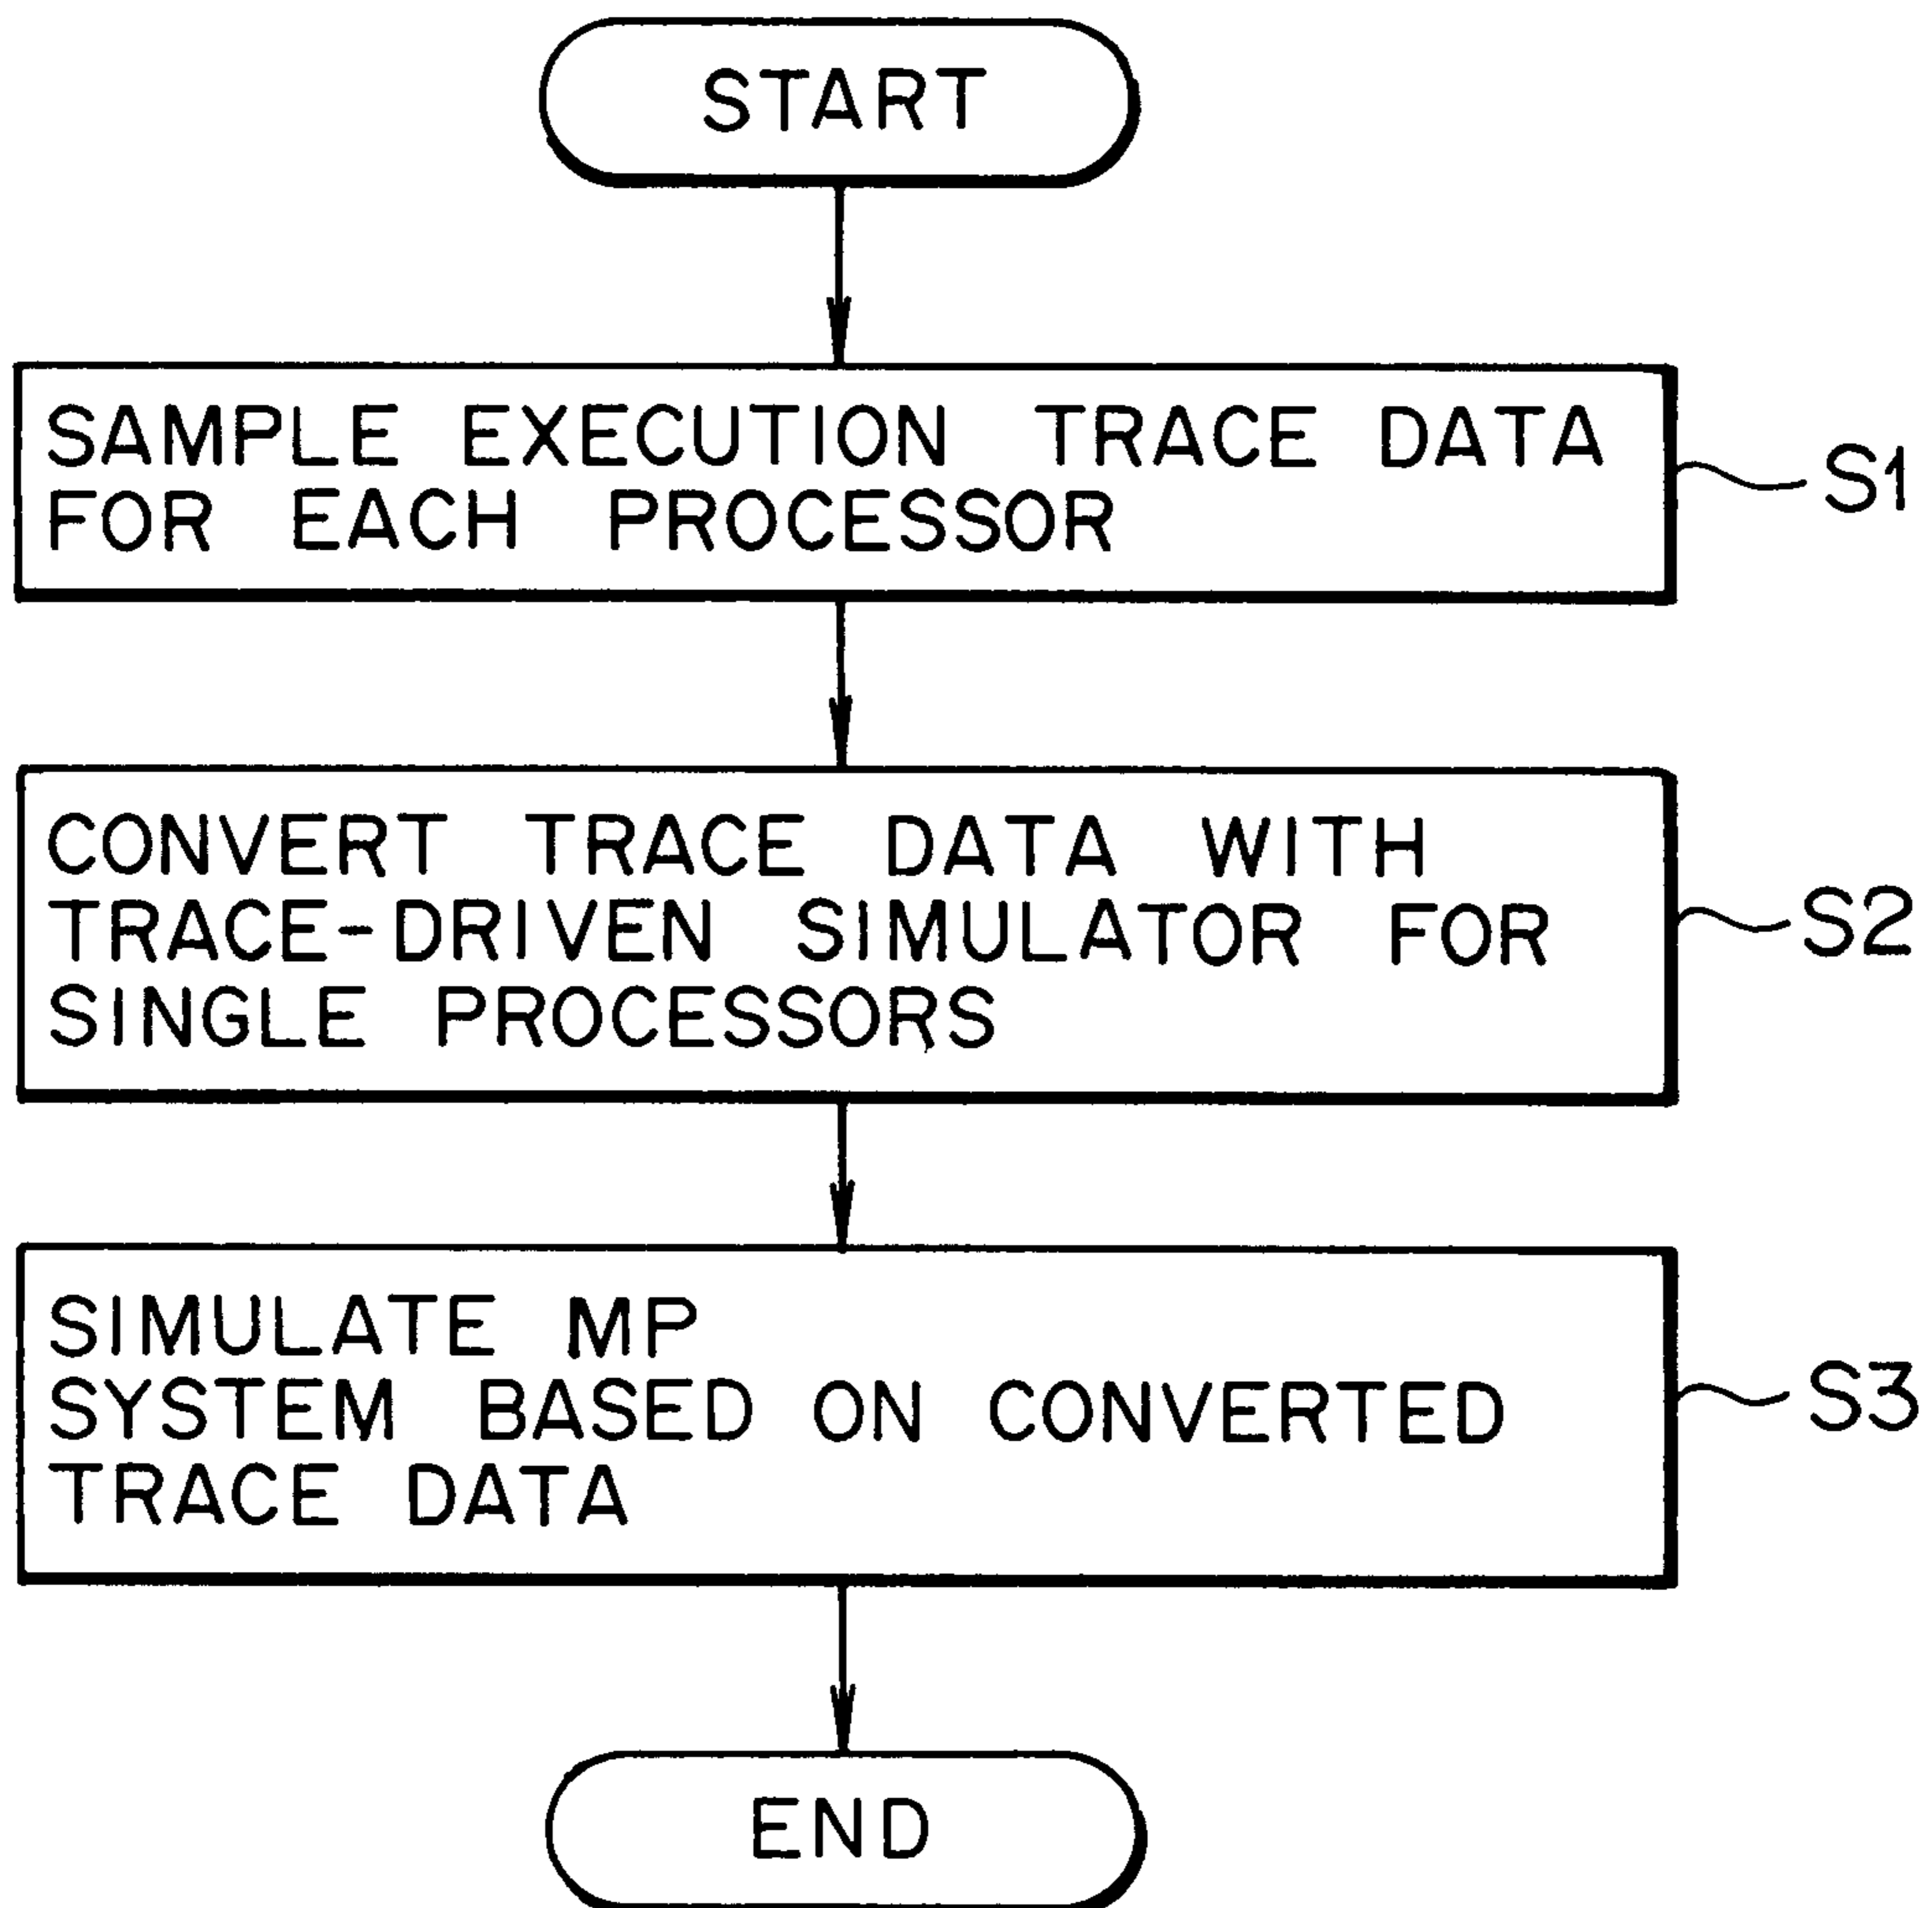 START
SAMPLE EXECUTION TRACE DATA
FOR EACH PROCESSOR
S1
CONVERT TRACE DATA WITH
TRACE-DRIVEN SIMULATOR FOR
SINGLE PROCESSORS
S2
SIMULATE MP
SYSTEM BASED ON CONVERTED
TRACE DATA
S3
END